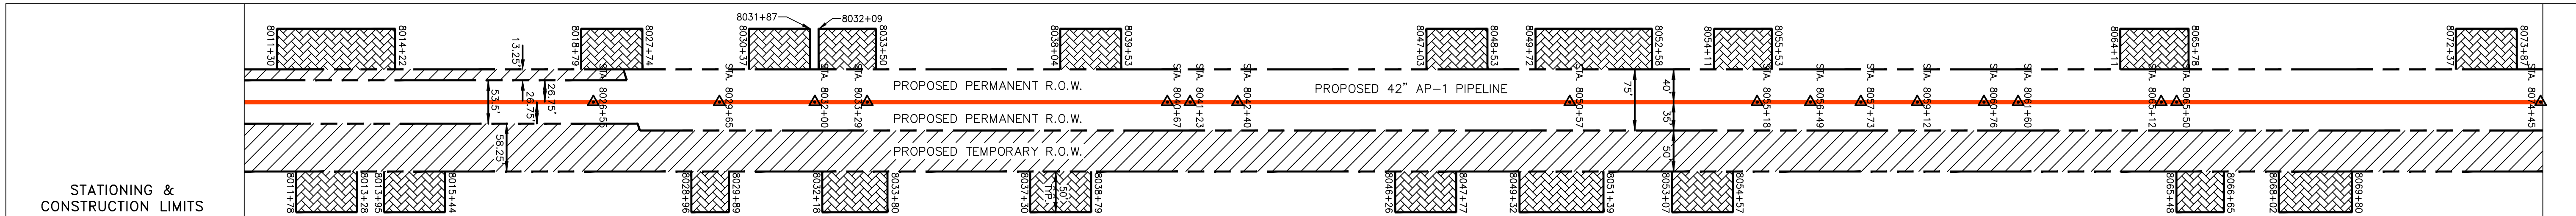 8031+87
8032+09
8011+30
8014+22
13.25'
8018+79
8027+74
8030+37
8033+50
8038+04
8039+53
8047+03
8048+53
8049+72
8052+58
8054+11
8055+53
8064+11
8065+78
8072+37
8073+87
53.5'
26.75'
26.75'
58.25'
STA. 8026+55
STA. 8029+65
STA. 8032+00
STA. 8033+29
PROPOSED PERMANENT R.O.W.
PROPOSED PERMANENT R.O.W.
PROPOSED TEMPORARY R.O.W.
STA. 8040+67
STA. 8041+23
STA. 8042+40
PROPOSED 42" AP-1 PIPELINE
STA. 8050+57
75'
40'
35'
50'
STA. 8055+18
STA. 8056+49
STA. 8057+73
STA. 8059+12
STA. 8060+76
STA. 8061+60
STA. 8065+12
STA. 8065+50
STA. 8074+45
STATIONING &
CONSTRUCTION LIMITS
8011+78
8013+28
8013+95
8015+44
8028+96
8029+89
8032+18
8033+80
8037+30
50'
TYP.
8038+79
8046+26
8047+77
8049+32
8051+39
8053+07
8054+57
8065+48
8066+65
8068+02
8069+80